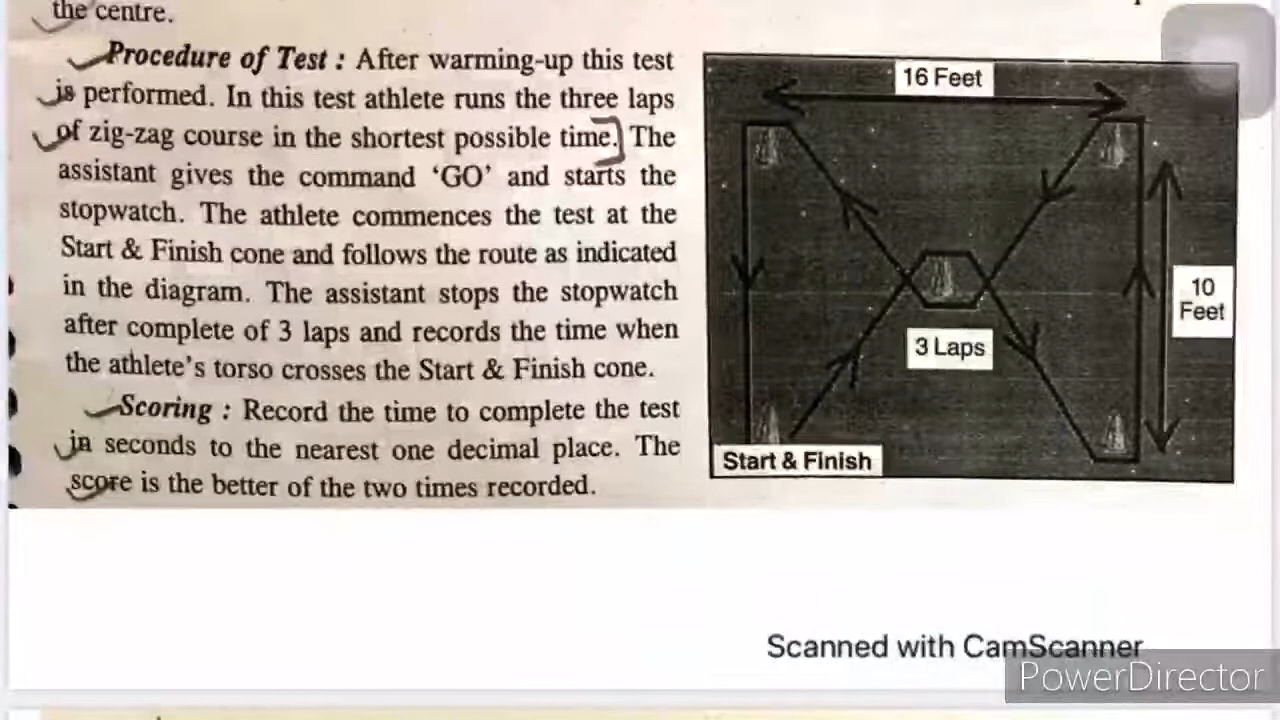 the centre.
Procedure of Test : After warming-up this test
is performed. In this test athlete runs the three laps
of zig-zag course in the shortest possible time. The
assistant gives the command ‘GO’ and starts the
stopwatch. The athlete commences the test at the
Start & Finish cone and follows the route as indicated
in the diagram. The assistant stops the stopwatch
after complete of 3 laps and records the time when
the athlete’s torso crosses the Start & Finish cone.
Scoring : Record the time to complete the test
in seconds to the nearest one decimal place. The
score is the better of the two times recorded.
16 Feet
10
Feet
3 Laps
Start & Finish
Scanned with CamScanner
PowerDirector